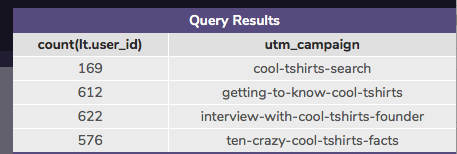 Query Results
count(lt.user_id) utm_campaign
169 cool-tshirts-search
612 getting-to-know-cool-tshirts
622 interview-with-cool-tshirts-founder
576 ten-crazy-cool-tshirts-facts